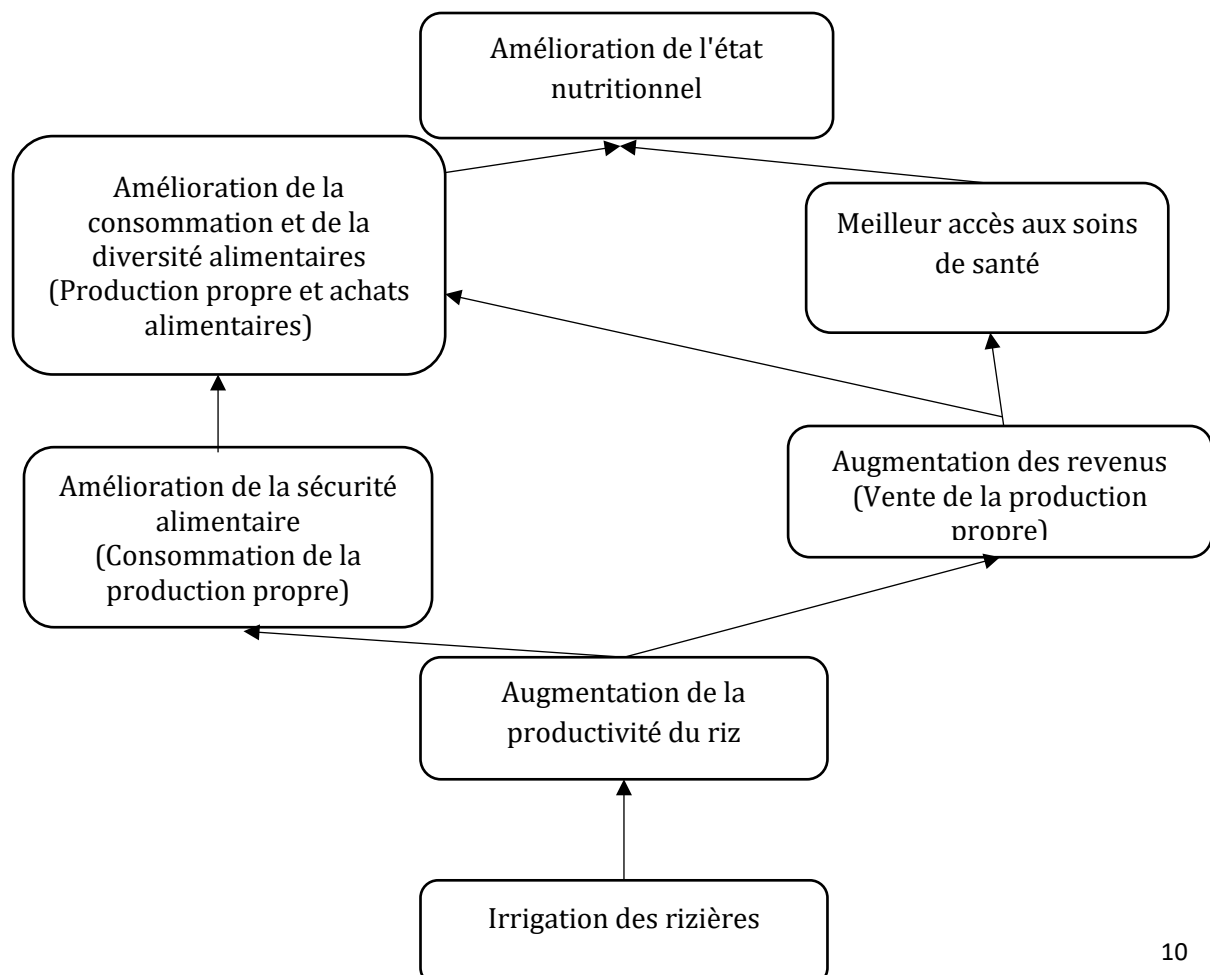 Amélioration de l'état
nutritionnel
Amélioration de la
consommation et de la
diversité alimentaires
(Production propre et achats
alimentaires)
Meilleur accès aux soins
de santé
Amélioration de la sécurité
alimentaire
(Consommation de la
production propre)
Augmentation des revenus
(Vente de la production
propre)
Augmentation de la
productivité du riz
Irrigation des rizières
10